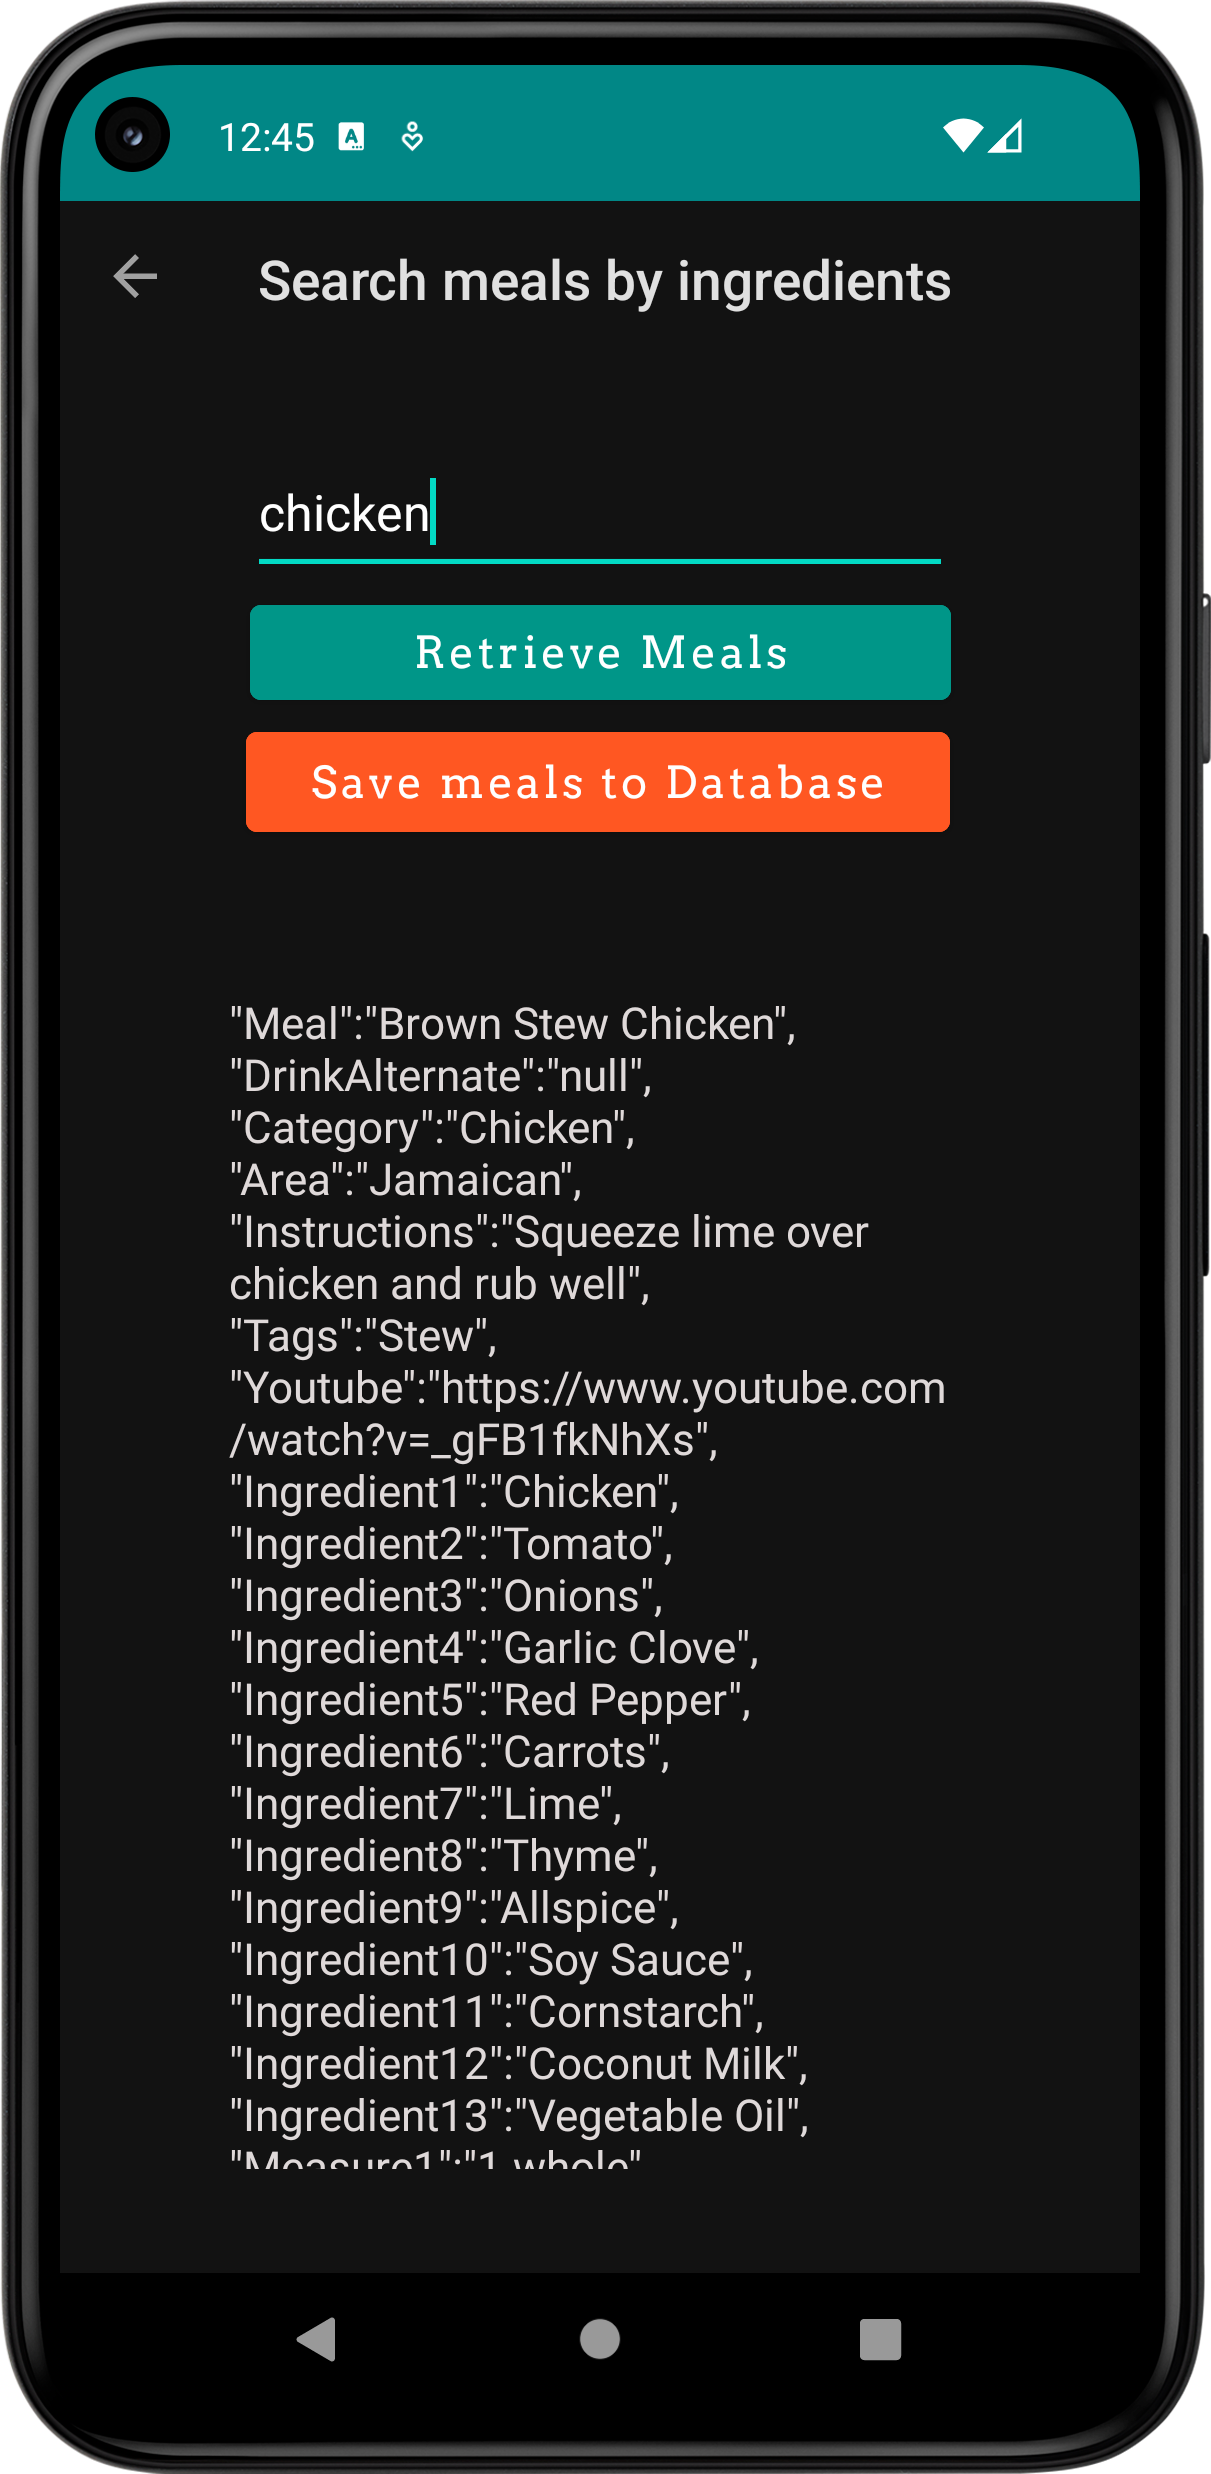 12:45
Search meals by ingredients
chicken
Retrieve Meals
Save meals to Database
"Meal":"Brown Stew Chicken",
"DrinkAlternate":"null",
"Category":"Chicken",
"Area":"Jamaican",
"Instructions":"Squeeze lime over
chicken and rub well",
"Tags":"Stew",
"Youtube":"https://www.youtube.com
/watch?v=_gFB1fkNhXs",
"Ingredient1":"Chicken",
"Ingredient2":"Tomato",
"Ingredient3":"Onions",
"Ingredient4":"Garlic Clove",
"Ingredient5":"Red Pepper",
"Ingredient6":"Carrots",
"Ingredient7":"Lime",
"Ingredient8":"Thyme",
"Ingredient9":"Allspice",
"Ingredient10":"Soy Sauce",
"Ingredient11":"Cornstarch",
"Ingredient12":"Coconut Milk",
"Ingredient13":"Vegetable Oil",
"Measure1":"1 whole"